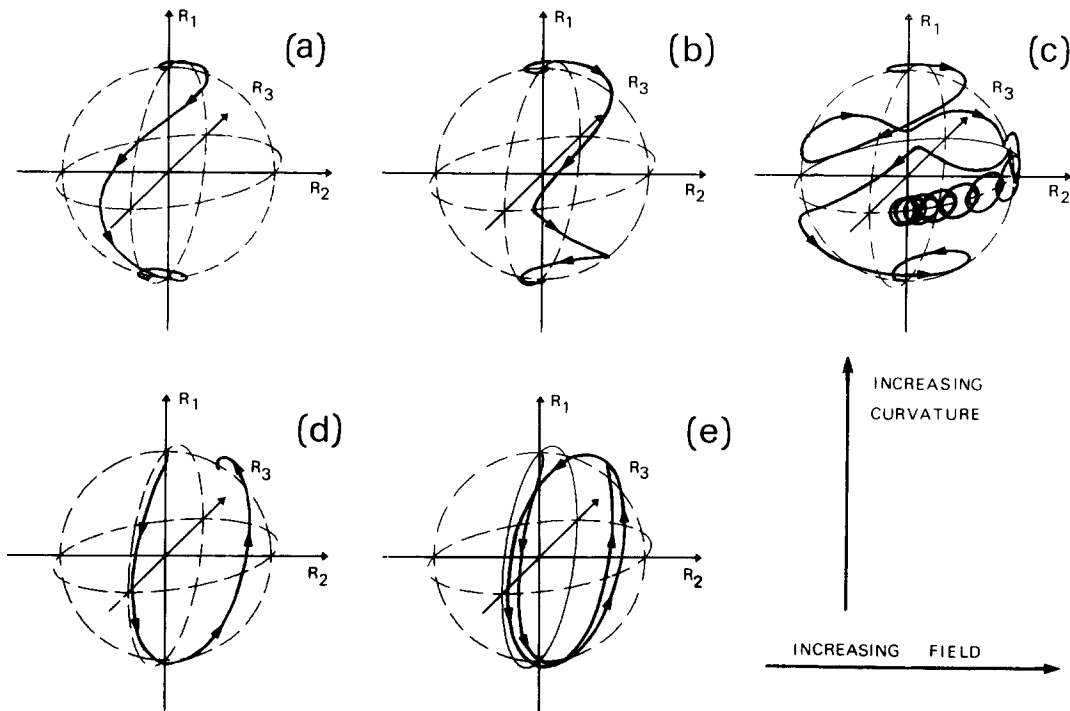 R1
(a)
R3
R2
R1
(b)
R3
R2
R1
(c)
R3
R2
R1
(d)
R3
R2
R1
(e)
R3
R2
INCREASING
CURVATURE
INCREASING FIELD